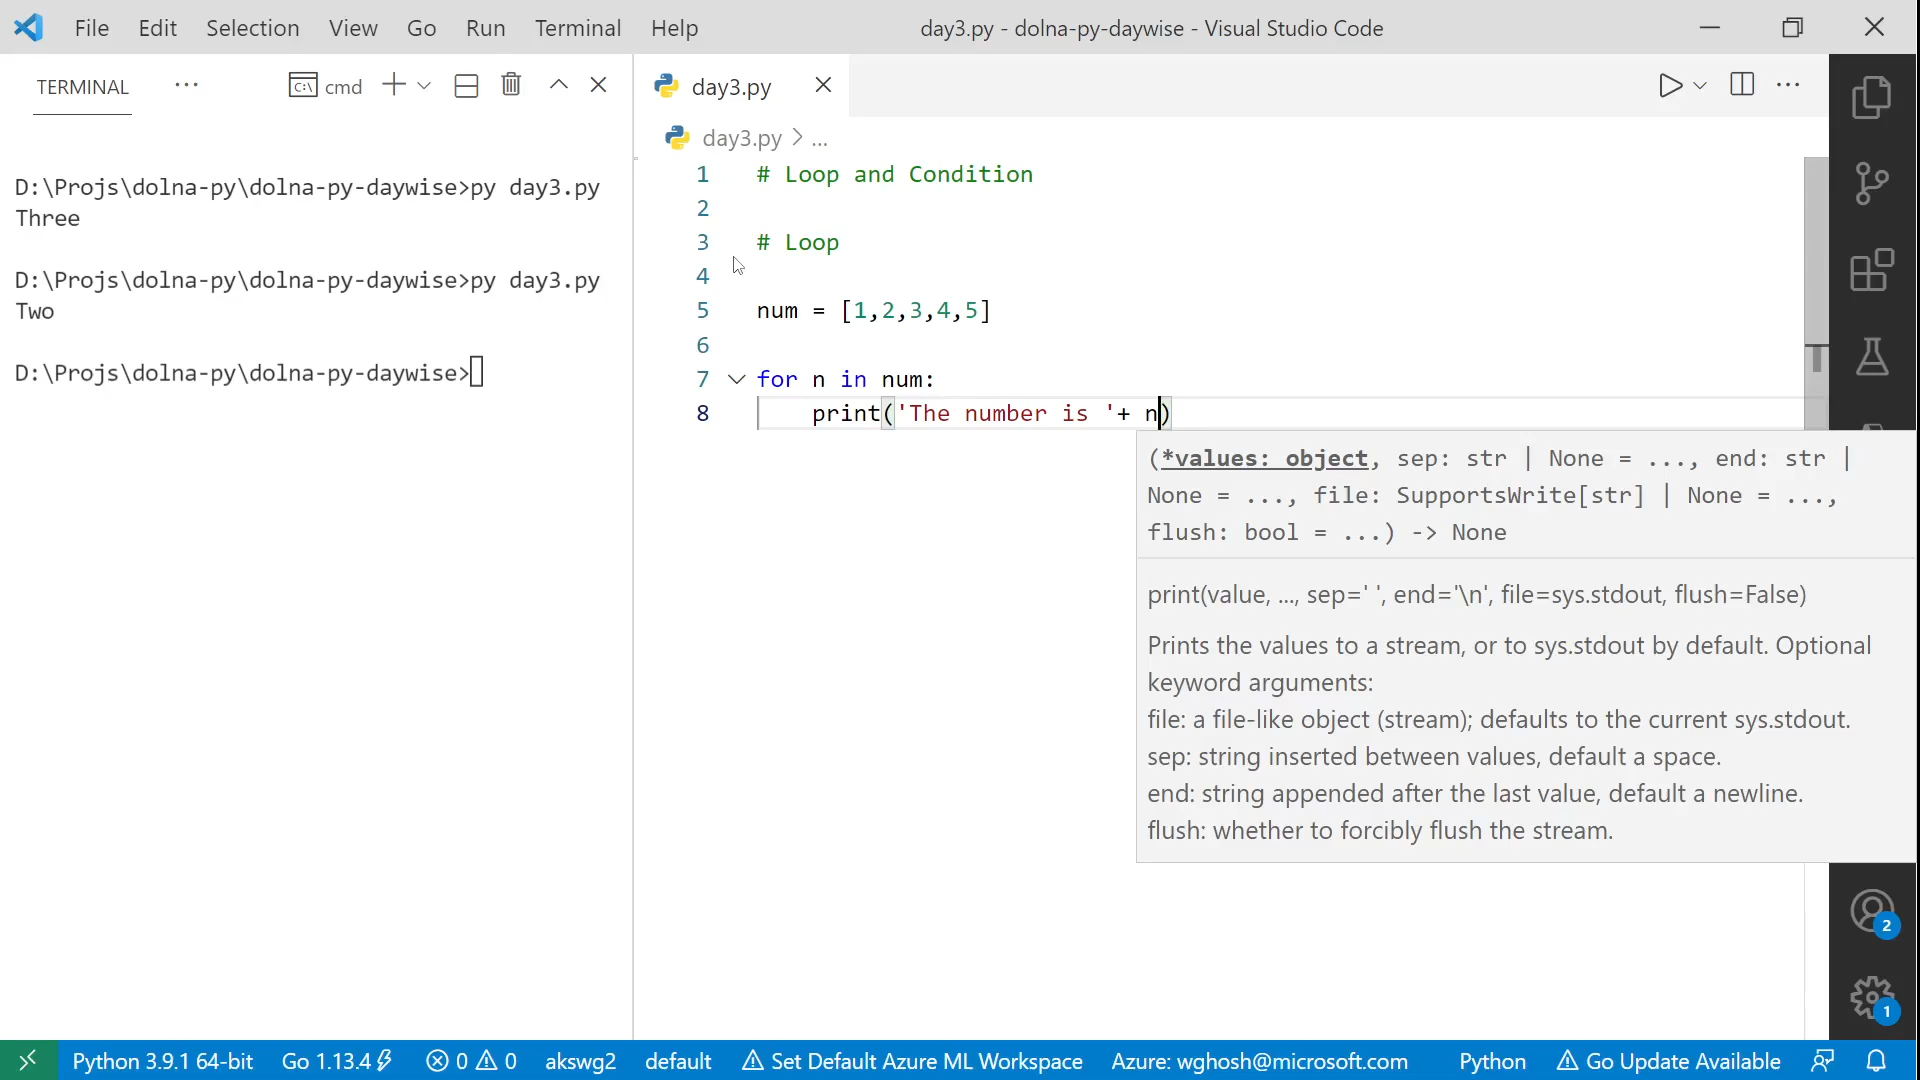 File Edit Selection View Go Run Terminal Help
day3.py - dolna-py-daywise - Visual Studio Code
TERMINAL ... cmd
D:\Projs\dolna-py\dolna-py-daywise>py day3.py
Three
D:\Projs\dolna-py\dolna-py-daywise>py day3.py
Two
D:\Projs\dolna-py\dolna-py-daywise>
day3.py
day3.py > ...
1 # Loop and Condition
2
3 # Loop
4
5 num = [1,2,3,4,5]
6
7 for n in num:
8 print('The number is '+ n)
(*values: object, sep: str | None = ..., end: str |
None = ..., file: SupportsWrite[str] | None = ...,
flush: bool = ...) -> None
print(value, ..., sep=' ', end='\n', file=sys.stdout, flush=False)
Prints the values to a stream, or to sys.stdout by default. Optional
keyword arguments:
file: a file-like object (stream); defaults to the current sys.stdout.
sep: string inserted between values, default a space.
end: string appended after the last value, default a newline.
flush: whether to forcibly flush the stream.
2
1
Python 3.9.1 64-bit Go 1.13.4 0 0 akswg2 default Set Default Azure ML Workspace Azure: wghosh@microsoft.com Python Go Update Available